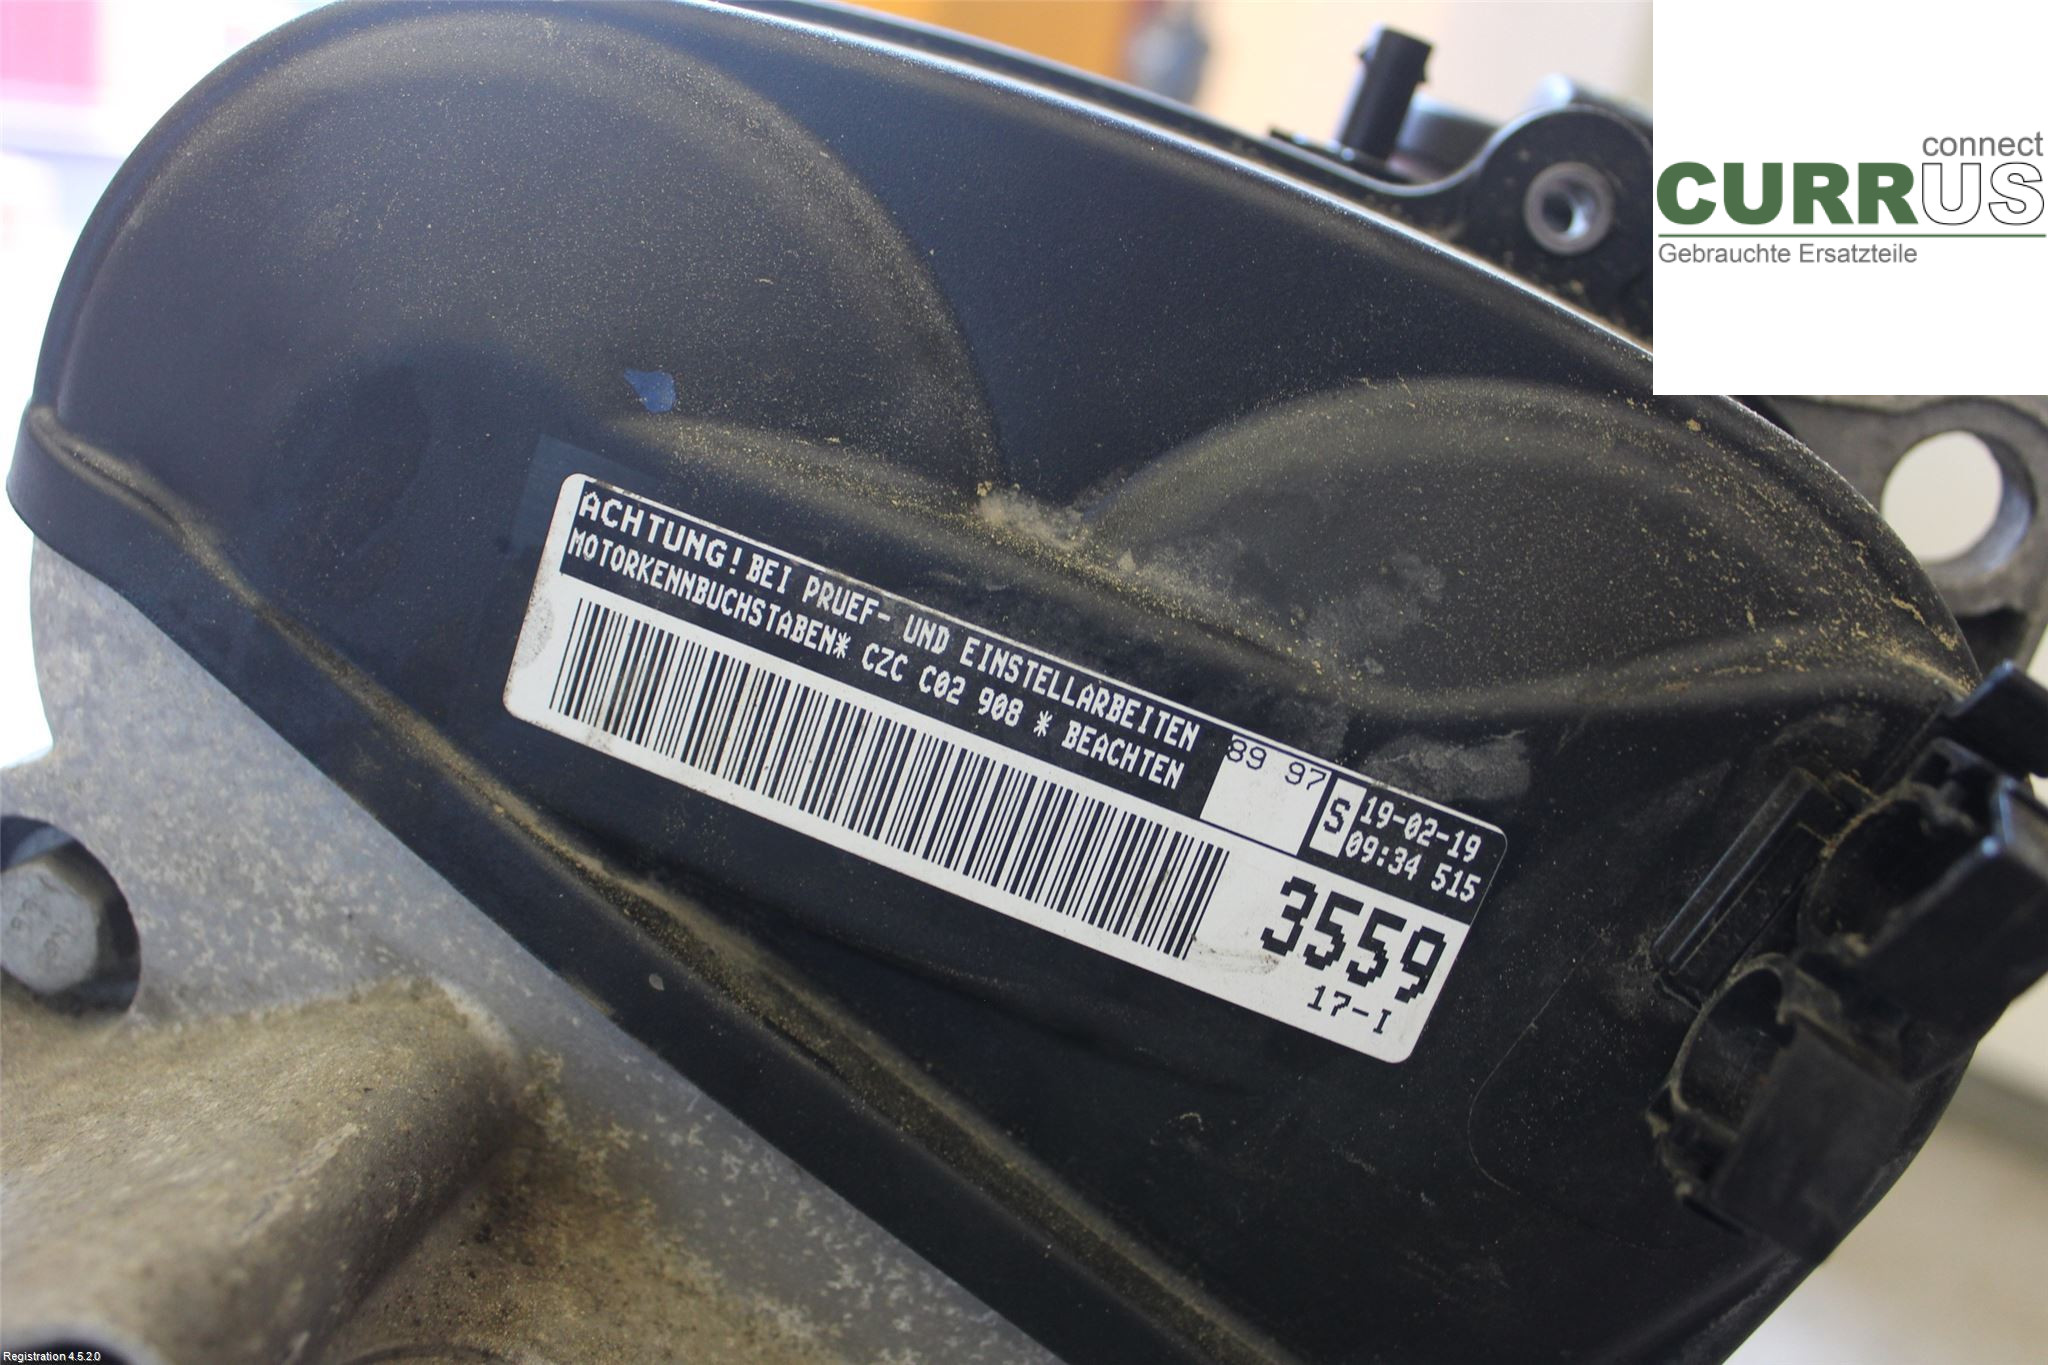 connect
CURRUS
Gebrauchte Ersatzteile
ACHTUNG! BEI PRUEF- UND EINSTELLARBEITEN
MOTORKENNBUCHSTABEN* CZC C02 908 * BEACHTEN
89 97
S
19-02-19
09:34 515
3559
17-I
Registration 4.5.2.0